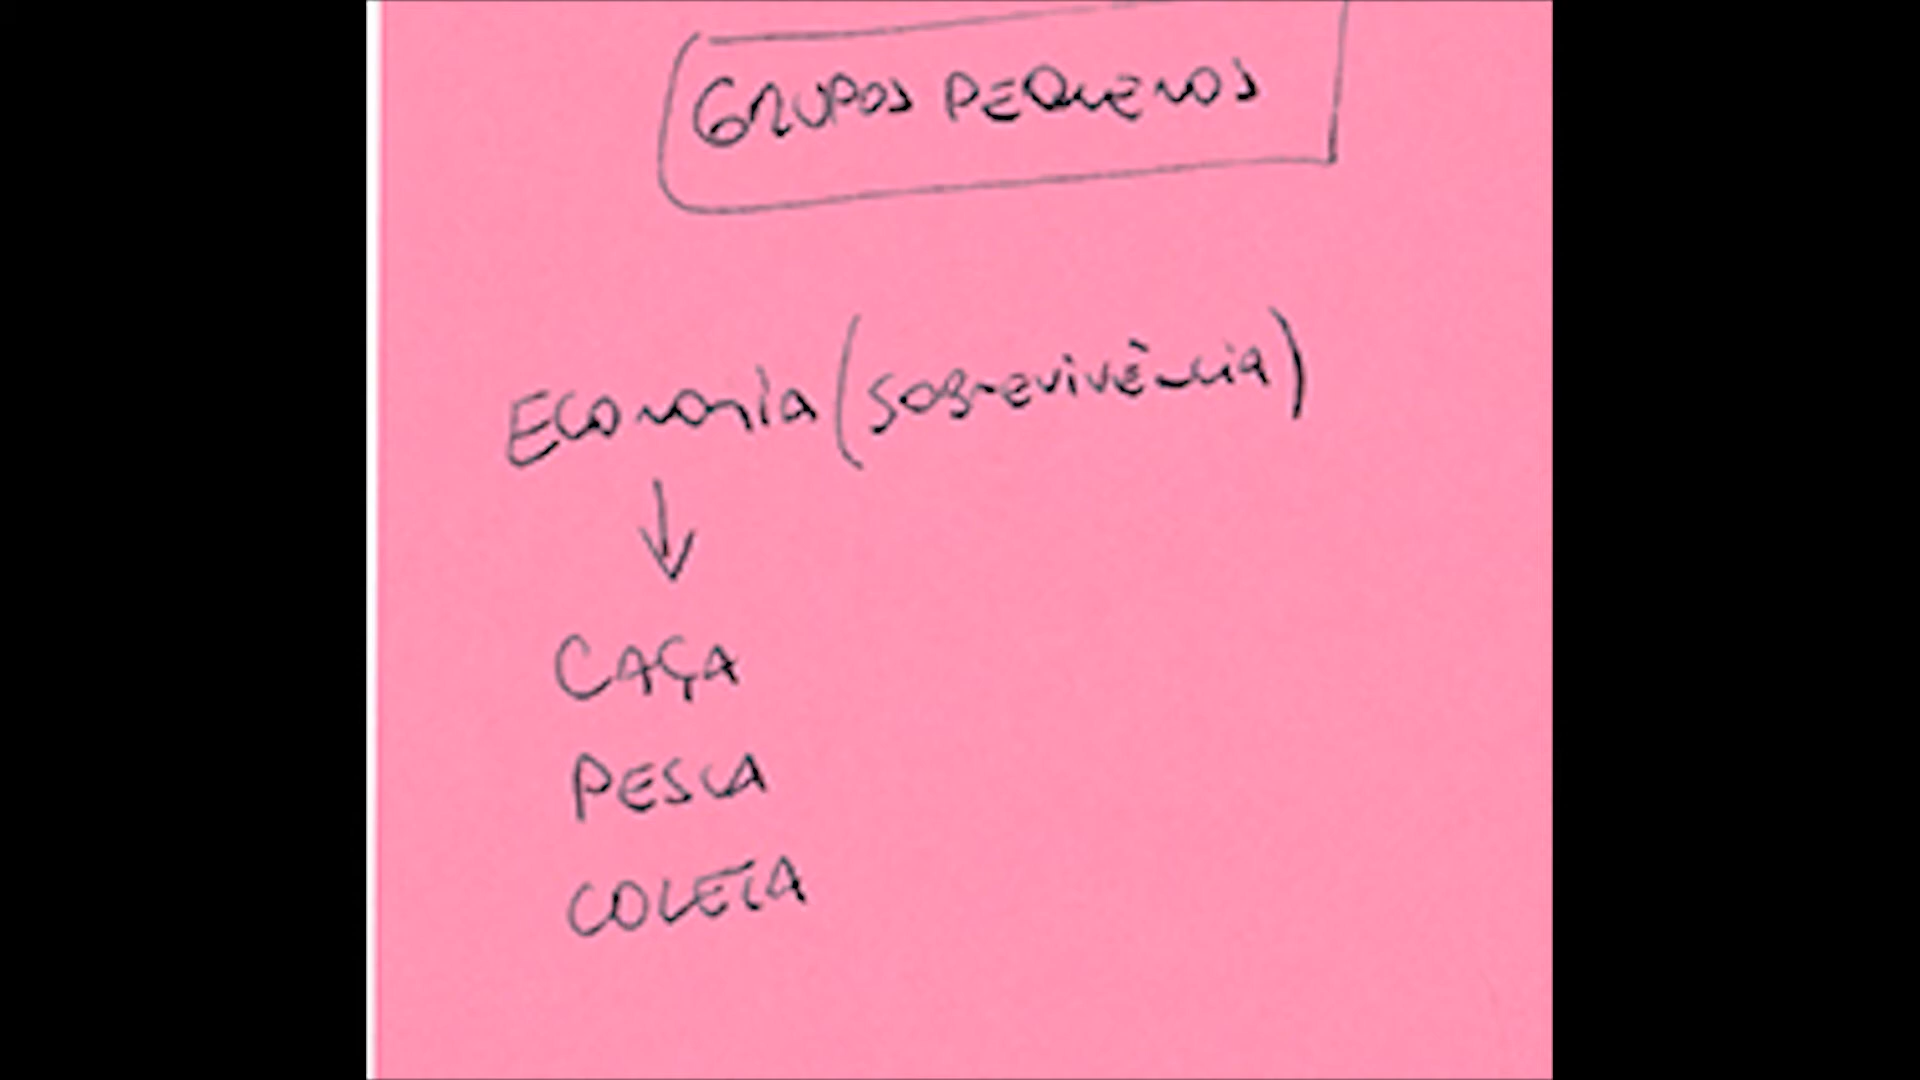 GRUPOS PEQUENOS
Economia (sobrevivência)
CAÇA
PESCA
COLETA